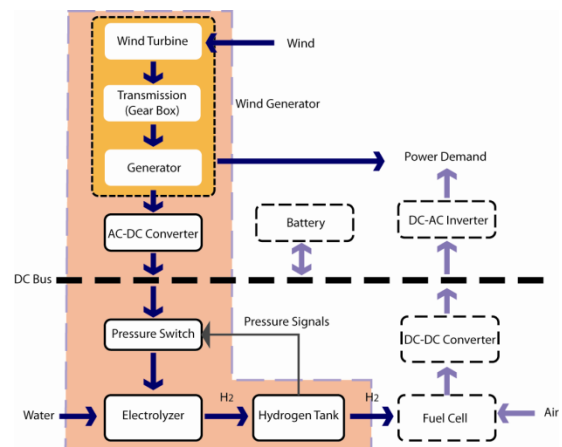 Wind Turbine
Wind
Transmission
(Gear Box)
Wind Generator
Generator
Power Demand
AC-DC Converter
Battery
DC-AC Inverter
DC Bus
Pressure Switch
Pressure Signals
DC-DC Converter
Water
Electrolyzer
H2
Hydrogen Tank
H2
Fuel Cell
Air